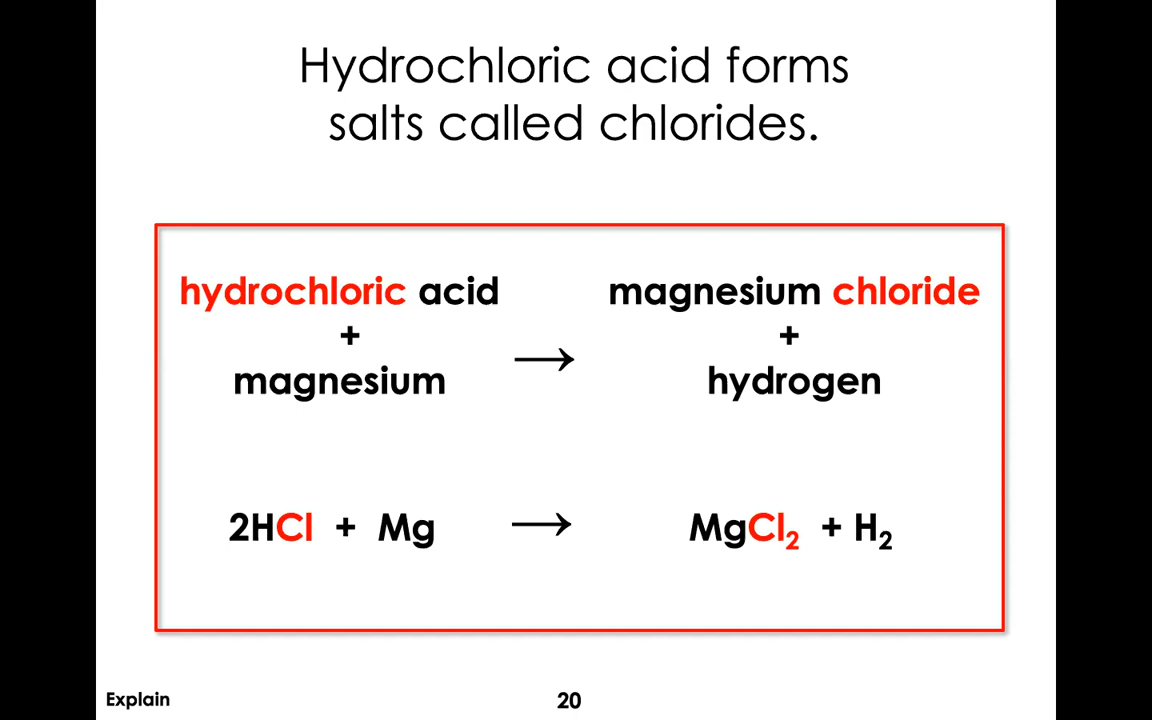 Hydrochloric acid forms
salts called chlorides.
hydrochloric acid
+
magnesium
→
magnesium chloride
+
hydrogen
2HCl + Mg → MgCl₂ + H₂
Explain
20